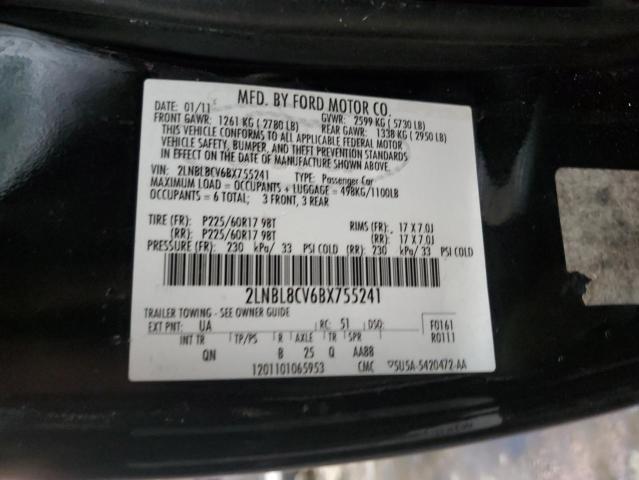 MFD. BY FORD MOTOR CO.
DATE: 01/11
FRONT GAWR: 1261 KG ( 2780 LB)
GVWR: 2599 KG ( 5730 LB)
REAR GAWR: 1338 KG ( 2950 LB)
THIS VEHICLE CONFORMS TO ALL APPLICABLE FEDERAL MOTOR
VEHICLE SAFETY, BUMPER, AND THEFT PREVENTION STANDARDS
IN EFFECT ON THE DATE OF MANUFACTURE SHOWN ABOVE.
VIN: 2LNBL8CV6BX755241 TYPE: Passenger Car
MAXIMUM LOAD = OCCUPANTS + LUGGAGE = 498KG/1100LB
OCCUPANTS = 6 TOTAL; 3 FRONT, 3 REAR
TIRE (FR): P225/60R17 98T RIMS (FR): 17 X 7.0J
(RR): P225/60R17 98T (RR): 17 X 7.0J
PRESSURE (FR): 230 kPa/ 33 PSI COLD (RR): 230 kPa/ 33 PSI COLD
2LNBL8CV6BX755241
TRAILER TOWING - SEE OWNER GUIDE
EXT PNT: UA RC: 51 DSO: F0161
INT TR TP/PS R AXLE TR SPR R0111
QN B 25 Q AA88
1201101065953 CMC 5U5A-5420472-AA